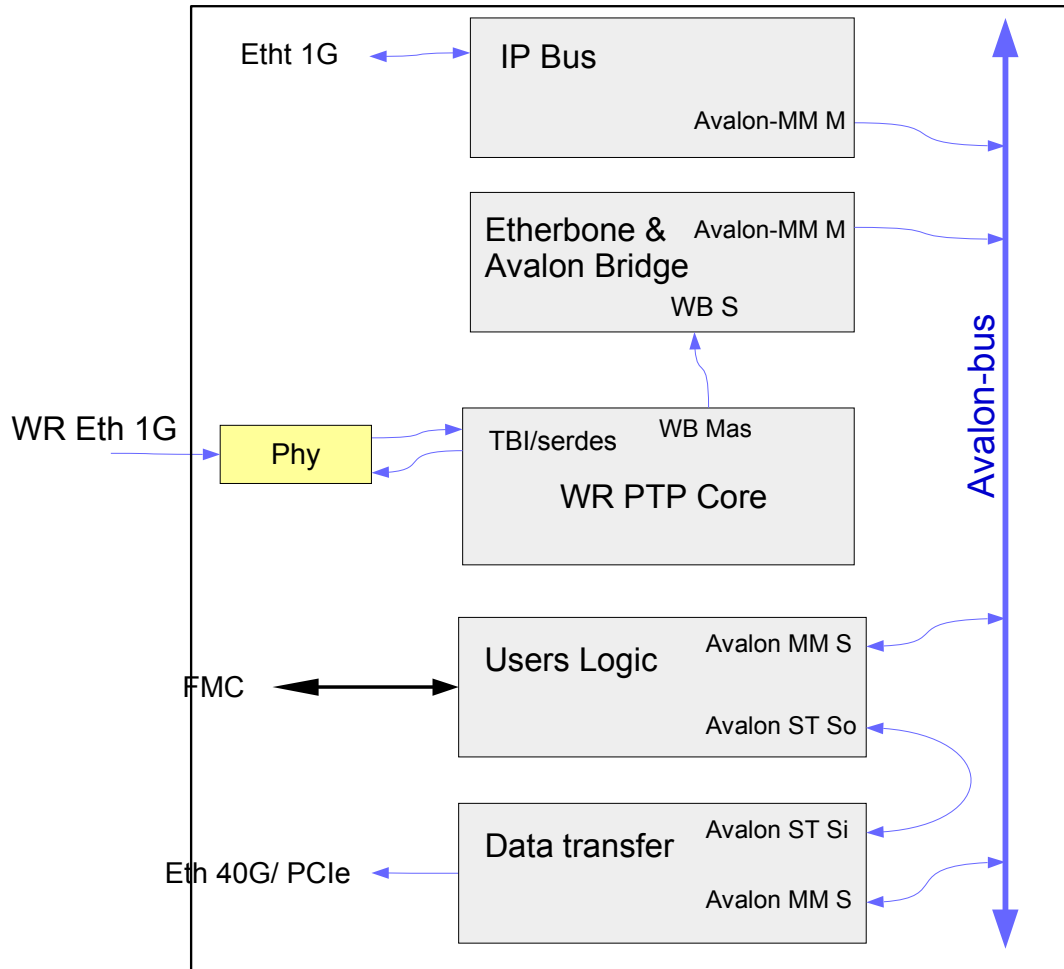 Etht 1G
IP Bus
Avalon-MM M
Etherbone &
Avalon Bridge
Avalon-MM M
WB S
Avalon-bus
WR Eth 1G
Phy
TBI/serdes
WB Mas
WR PTP Core
Users Logic
Avalon MM S
FMC
Avalon ST So
Data transfer
Avalon ST Si
Eth 40G/ PCIe
Avalon MM S